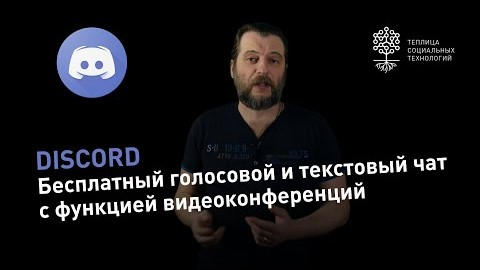 ТЕПЛИЦА
СОЦИАЛЬНЫХ
ТЕХНОЛОГИЙ
DISCORD
Бесплатный голосовой и текстовый чат
с функцией видеоконференций